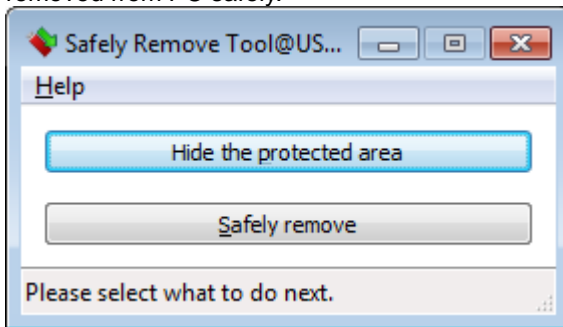 Safely Remove Tool@US...
Help
Hide the protected area
Safely remove
Please select what to do next.